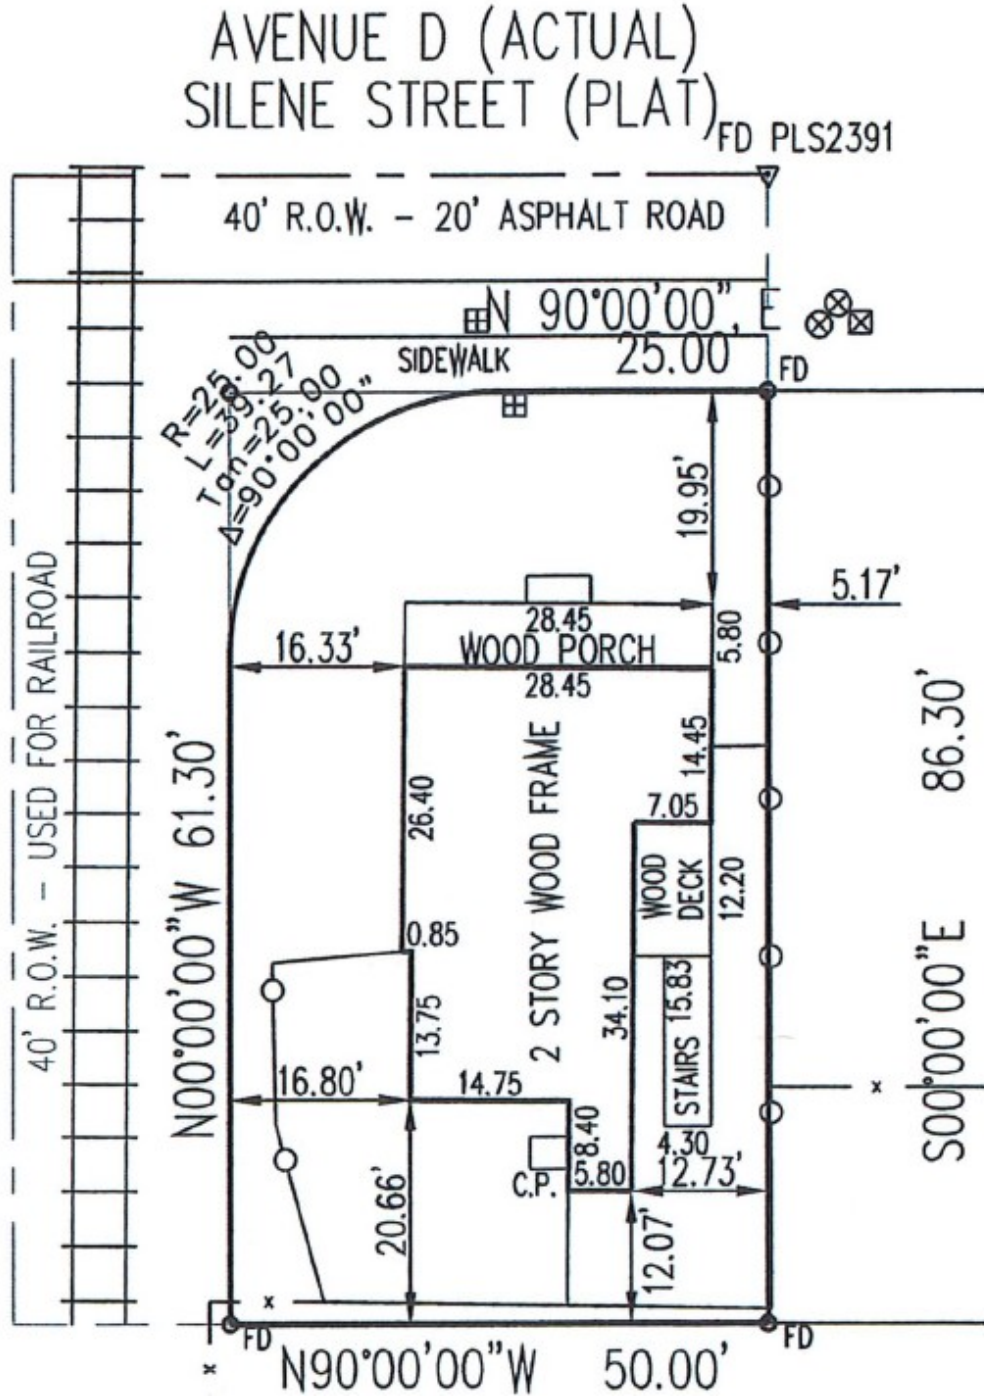 AVENUE D (ACTUAL)
SILENE STREET (PLAT)
FD PLS2391
40' R.O.W. - 20' ASPHALT ROAD
N 90°00'00", E
SIDEWALK
25.00'
FD
R=25.00
L=39.27
Tan=25.00
Δ=90°00'00"
19.95'
5.17'
28.45
5.80
WOOD PORCH
16.33'
28.45
40' R.O.W. - USED FOR RAILROAD
N00°00'00"W 61.30'
26.40
2 STORY WOOD FRAME
14.45
7.05
WOOD
DECK
12.20
86.30'
S00°00'00"E
0.85
13.75
34.10
STAIRS 15.83
16.80'
14.75
x
8.40
4.30
C.P.
5.80
12.73'
20.66'
12.07'
x
FD
FD
x
N90°00'00"W 50.00'